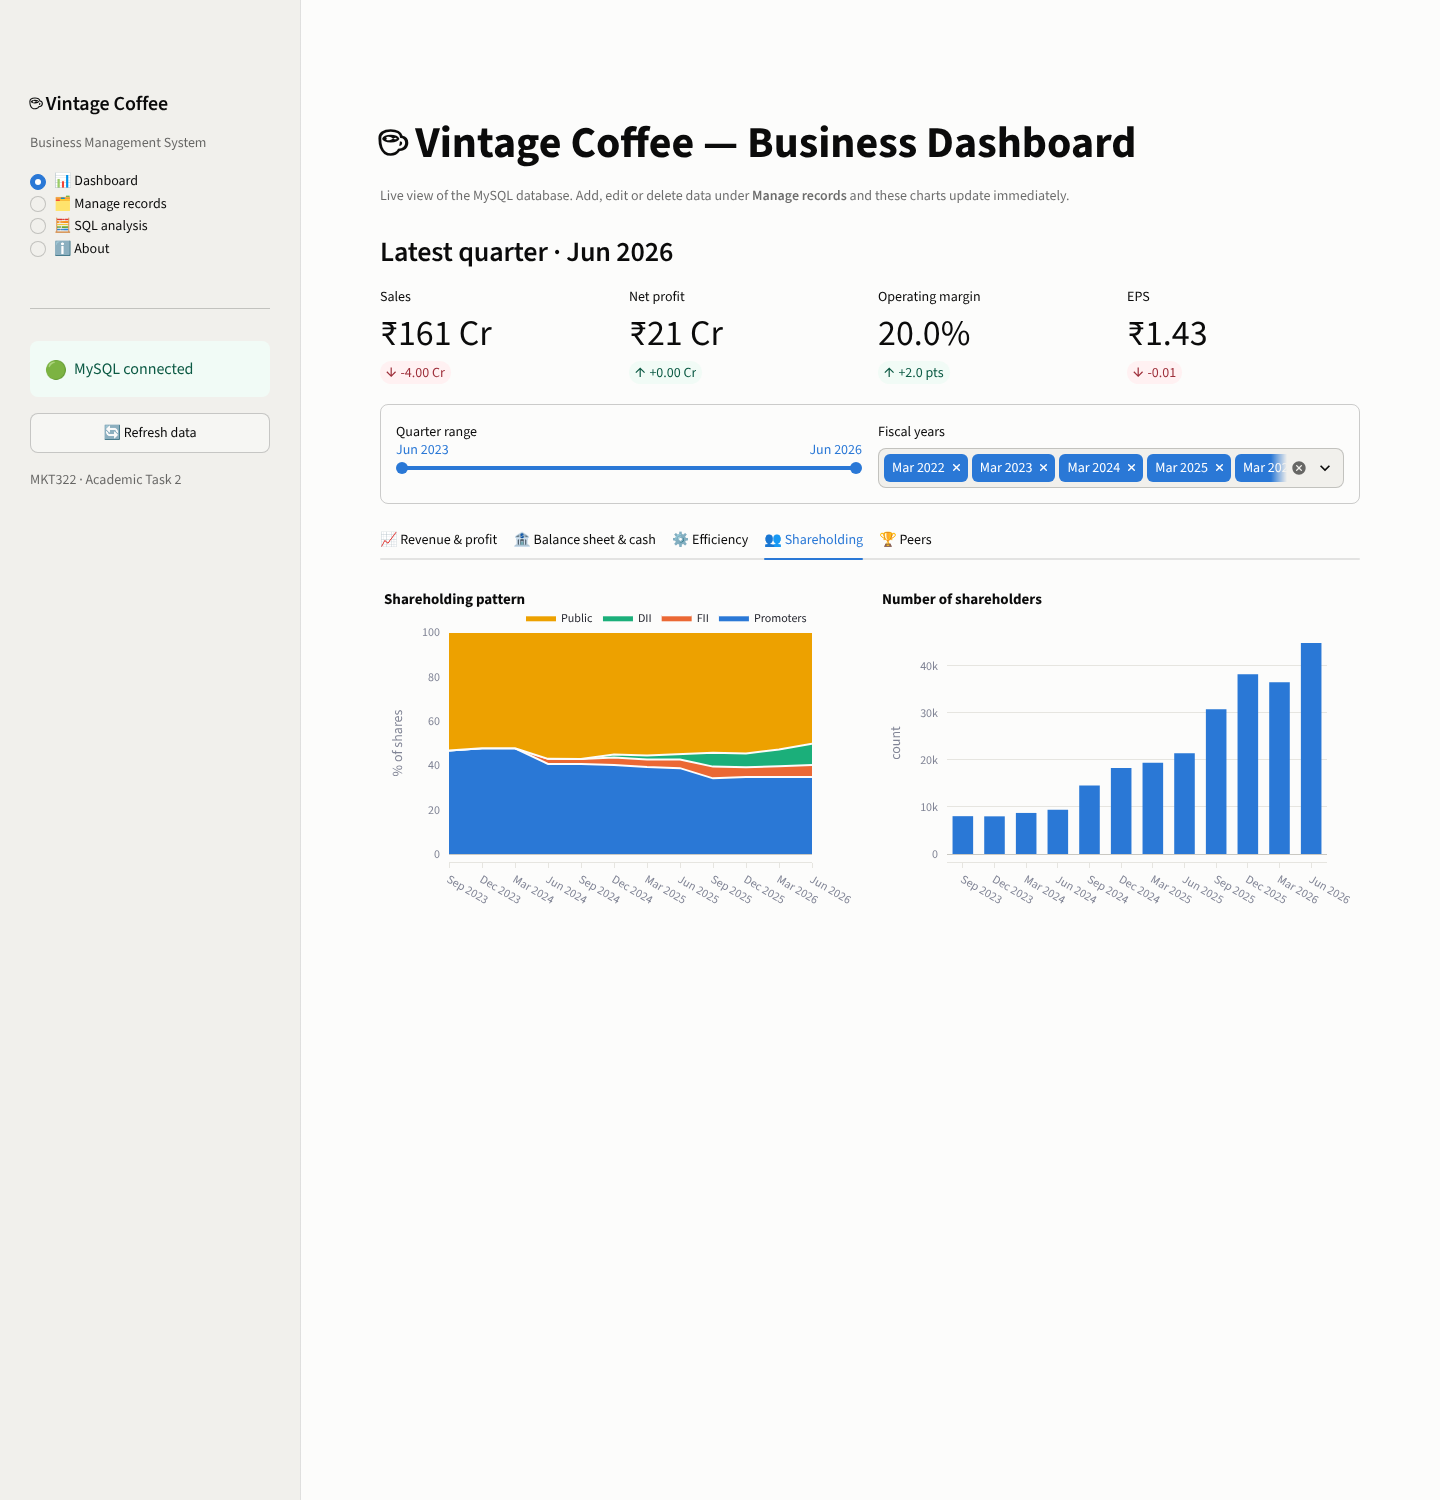 Vintage Coffee
Business Management System
Dashboard
Manage records
SQL analysis
About
MySQL connected
Refresh data
MKT322 · Academic Task 2
Vintage Coffee — Business Dashboard
Live view of the MySQL database. Add, edit or delete data under Manage records and these charts update immediately.
Latest quarter · Jun 2026
Sales Net profit Operating margin EPS
₹161 Cr ₹21 Cr 20.0% ₹1.43
↓ -4.00 Cr ↑ +0.00 Cr ↑ +2.0 pts ↓ -0.01
Quarter range
Jun 2023 Jun 2026
Fiscal years
Mar 2022 × Mar 2023 × Mar 2024 × Mar 2025 × Mar 202
Revenue & profit Balance sheet & cash Efficiency Shareholding Peers
Shareholding pattern
Public DII FII Promoters
100
80
60
40
20
0
% of shares
Sep 2023 Dec 2023 Mar 2024 Jun 2024 Sep 2024 Dec 2024 Mar 2025 Jun 2025 Sep 2025 Dec 2025 Mar 2026 Jun 2026
Number of shareholders
40k
30k
20k
10k
0
count
Sep 2023 Dec 2023 Mar 2024 Jun 2024 Sep 2024 Dec 2024 Mar 2025 Jun 2025 Sep 2025 Dec 2025 Mar 2026 Jun 2026